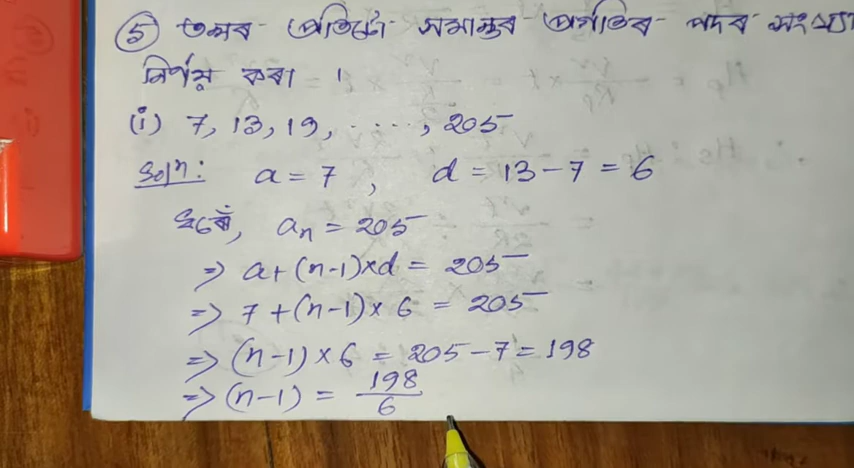 ⑤ তলৰ প্ৰতিটো সমান্তৰ প্ৰগতিৰ পদৰ সংখ্যা
নিৰ্ণয় কৰা ।
(i) 7, 13, 19, ....., 205
Solⁿ: a = 7 , d = 13 - 7 = 6
ধৰোঁ, aₙ = 205
⇒ a + (n-1)×d = 205
⇒ 7 + (n-1) × 6 = 205
⇒ (n-1) × 6 = 205 - 7 = 198
⇒ (n-1) = 198/6